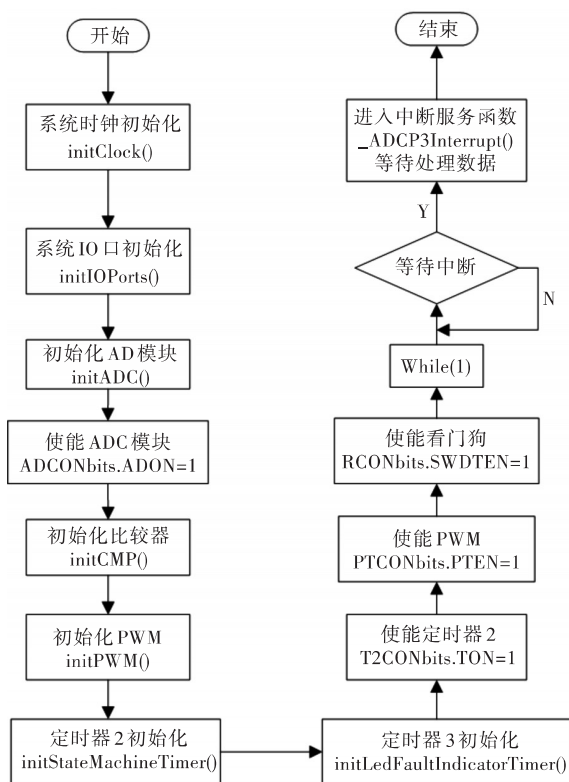 开始
系统时钟初始化
initClock()
系统IO口初始化
initIOPorts()
初始化AD模块
initADC()
使能ADC模块
ADCONbits.ADON=1
初始化比较器
initCMP()
初始化PWM
initPWM()
定时器2初始化
initStateMachineTimer()
定时器3初始化
initLedFaultIndicatorTimer()
使能定时器2
T2CONbits.TON=1
使能PWM
PTCONbits.PTEN=1
使能看门狗
RCONbits.SWDTEN=1
While(1)
等待中断
N
Y
进入中断服务函数
_ADCP3Interrupt()
等待处理数据
结束